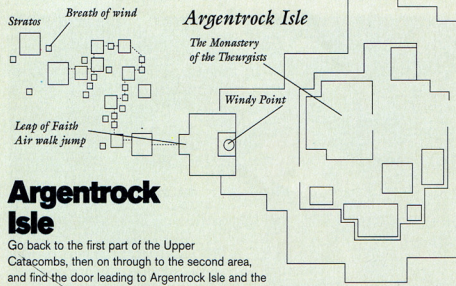 Stratos
Breath of wind
Argentrock Isle
The Monastery
of the Theurgists
Windy Point
Leap of Faith
Air walk jump
Argentrock
Isle
Go back to the first part of the Upper
Catacombs, then on through to the second area,
and find the door leading to Argentrock Isle and the